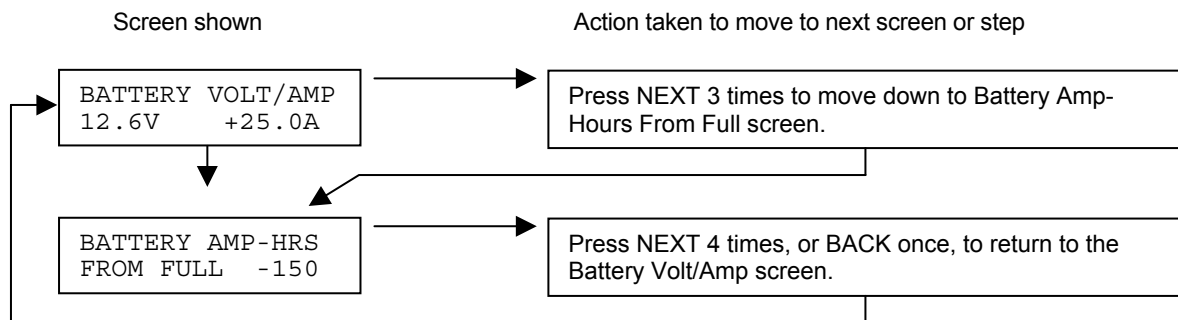 Screen shown
Action taken to move to next screen or step
BATTERY VOLT/AMP
12.6V +25.0A
Press NEXT 3 times to move down to Battery Amp-
Hours From Full screen.
BATTERY AMP-HRS
FROM FULL -150
Press NEXT 4 times, or BACK once, to return to the
Battery Volt/Amp screen.